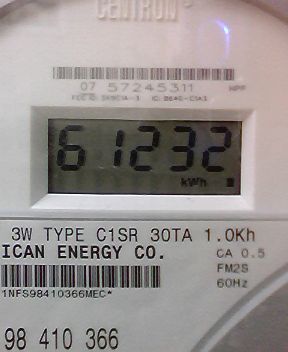 CENTRON
07 57245311
61232
kWh
3W TYPE C1SR 30TA 1.0Kh
ICAN ENERGY CO.
CA 0.5
FM2S
60Hz
1NFS98410366MEC*
98 410 366